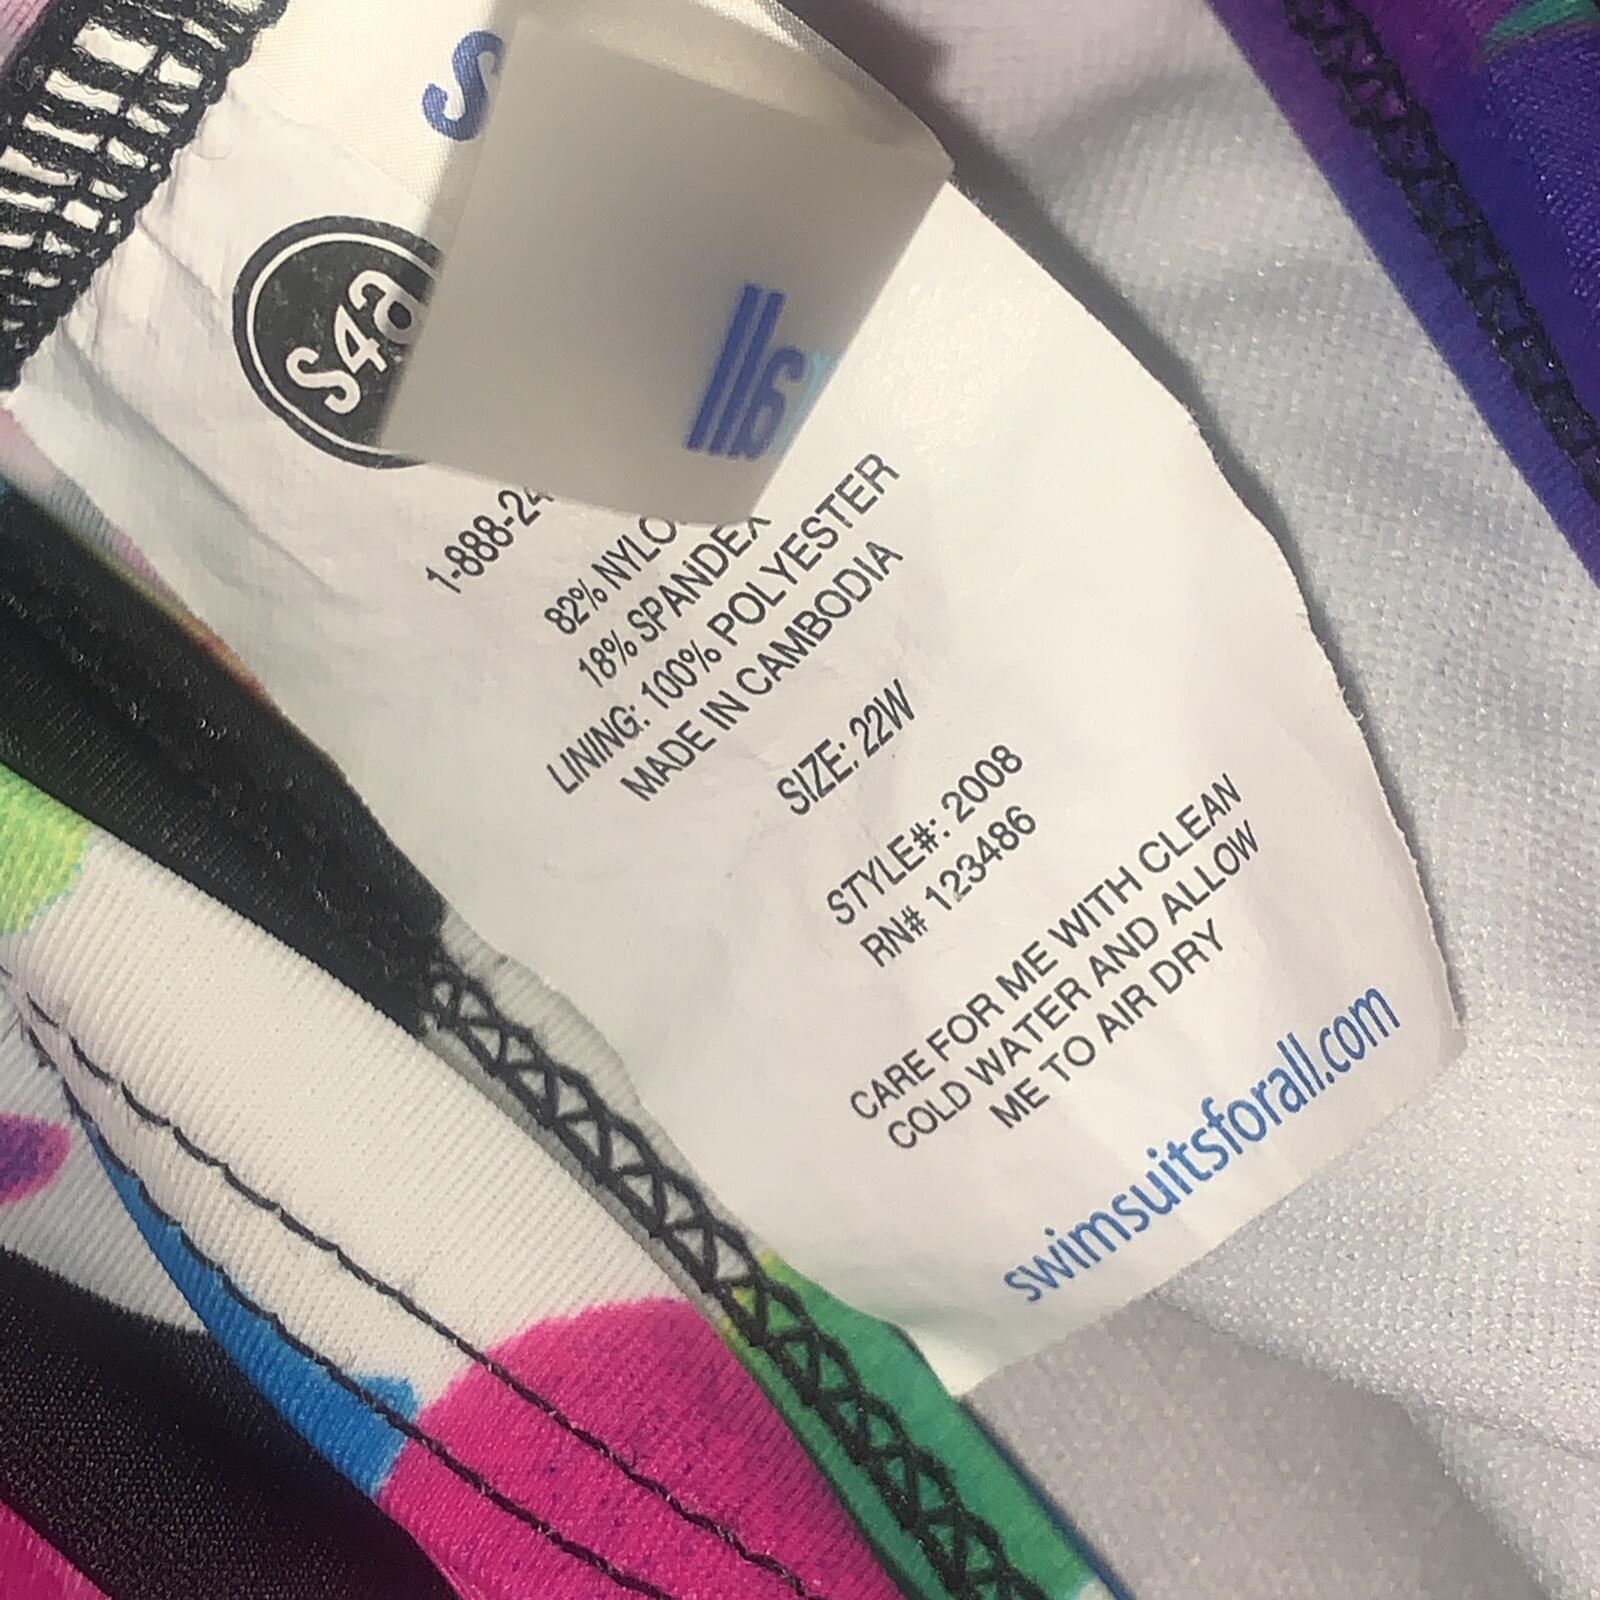 S4a
1-888-24
82% NYLO
18% SPANDEX
LINING: 100% POLYESTER
MADE IN CAMBODIA
SIZE: 22W
STYLE#: 2008
RN# 123486
CARE FOR ME WITH CLEAN
COLD WATER AND ALLOW
ME TO AIR DRY
swimsuitsforall.com